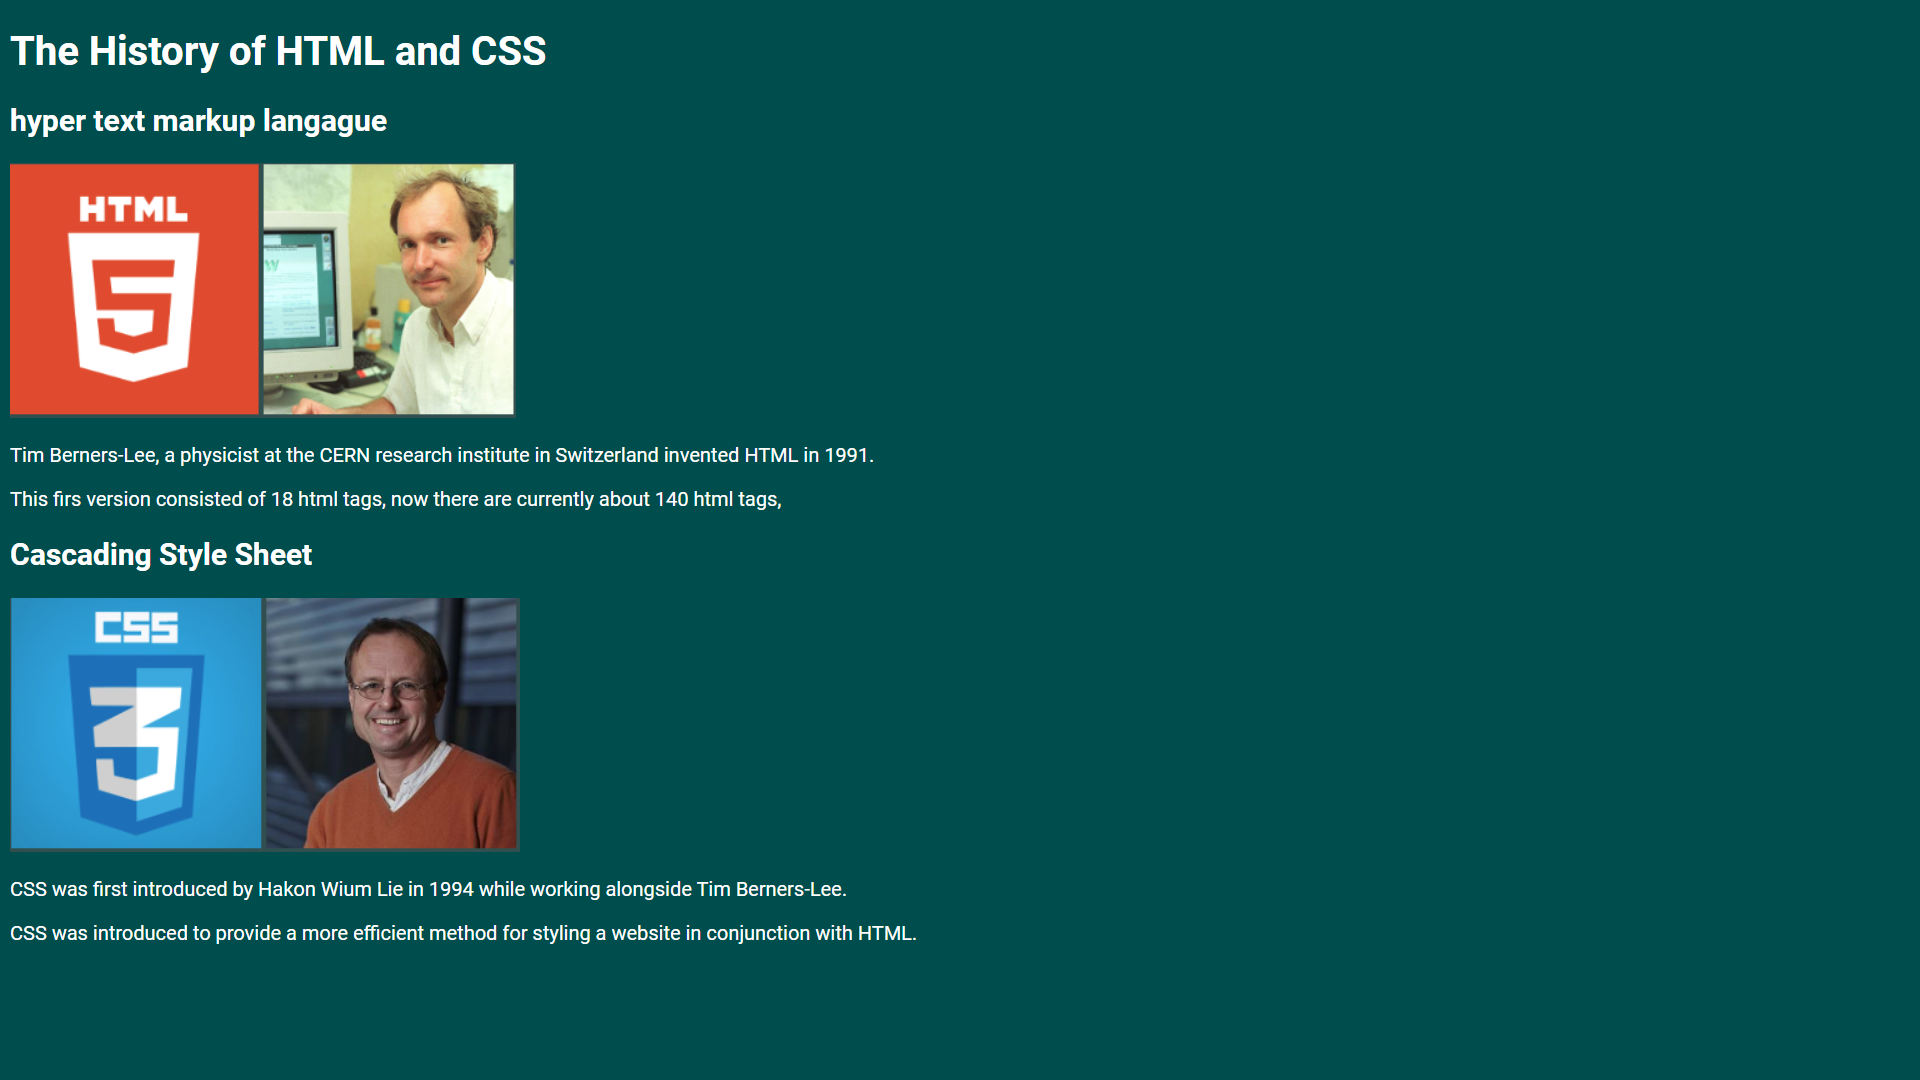 The History of HTML and CSS
hyper text markup langague
HTML
5
Tim Berners-Lee, a physicist at the CERN research institute in Switzerland invented HTML in 1991.
This firs version consisted of 18 html tags, now there are currently about 140 html tags,
Cascading Style Sheet
CSS
3
CSS was first introduced by Hakon Wium Lie in 1994 while working alongside Tim Berners-Lee.
CSS was introduced to provide a more efficient method for styling a website in conjunction with HTML.